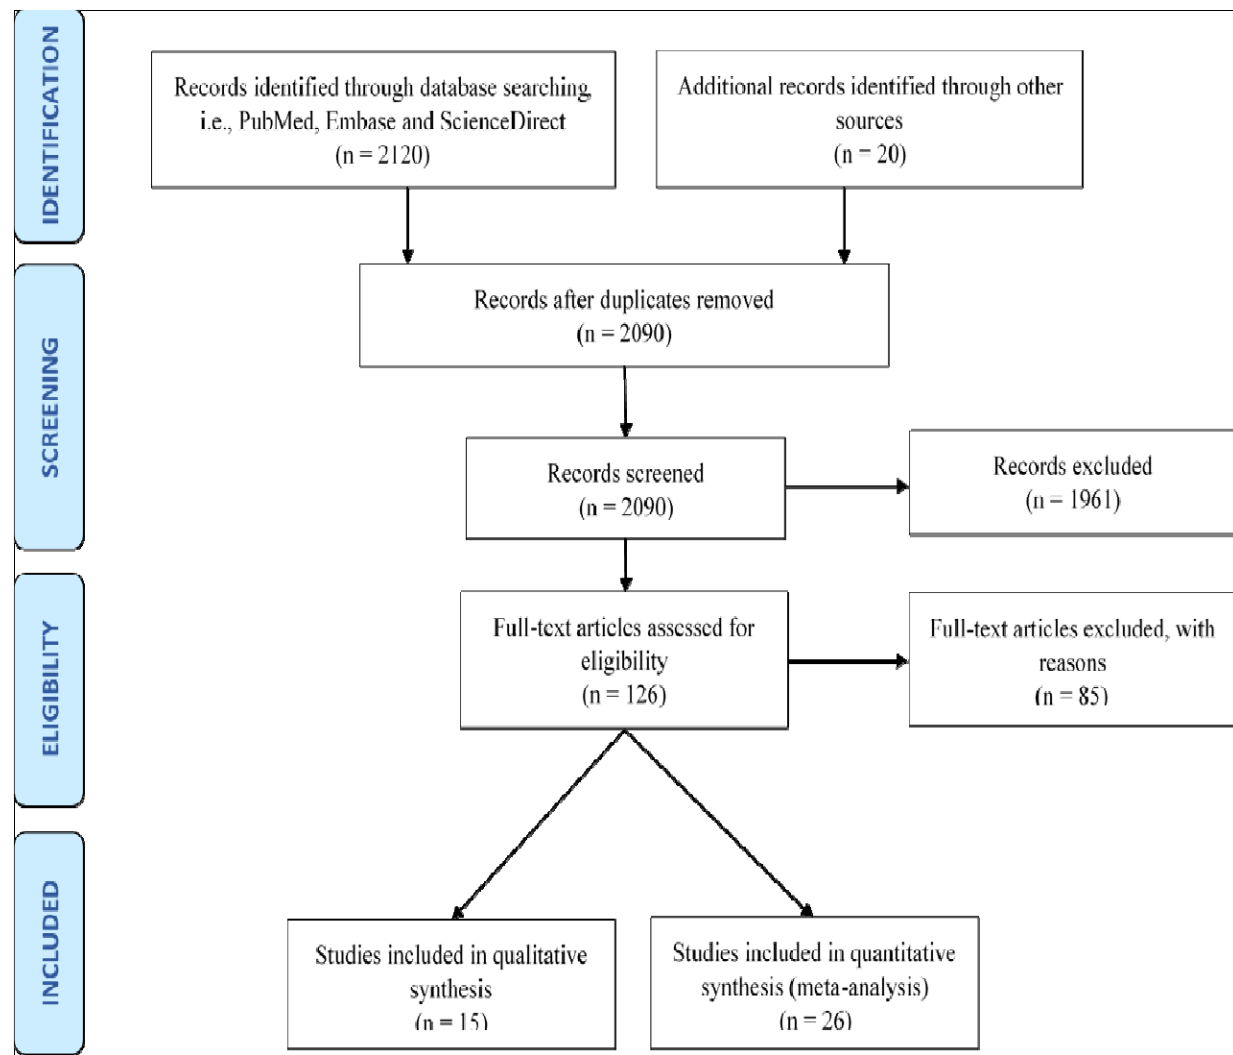 IDENTIFICATION
Records identified through database searching,
i.e., PubMed, Embase and ScienceDirect
(n = 2120)
Additional records identified through other
sources
(n = 20)
SCREENING
Records after duplicates removed
(n = 2090)
Records screened
(n = 2090)
Records excluded
(n = 1961)
ELIGIBILITY
Full-text articles assessed for
eligibility
(n = 126)
Full-text articles excluded, with
reasons
(n = 85)
INCLUDED
Studies included in qualitative
synthesis
(n = 15)
Studies included in quantitative
synthesis (meta-analysis)
(n = 26)